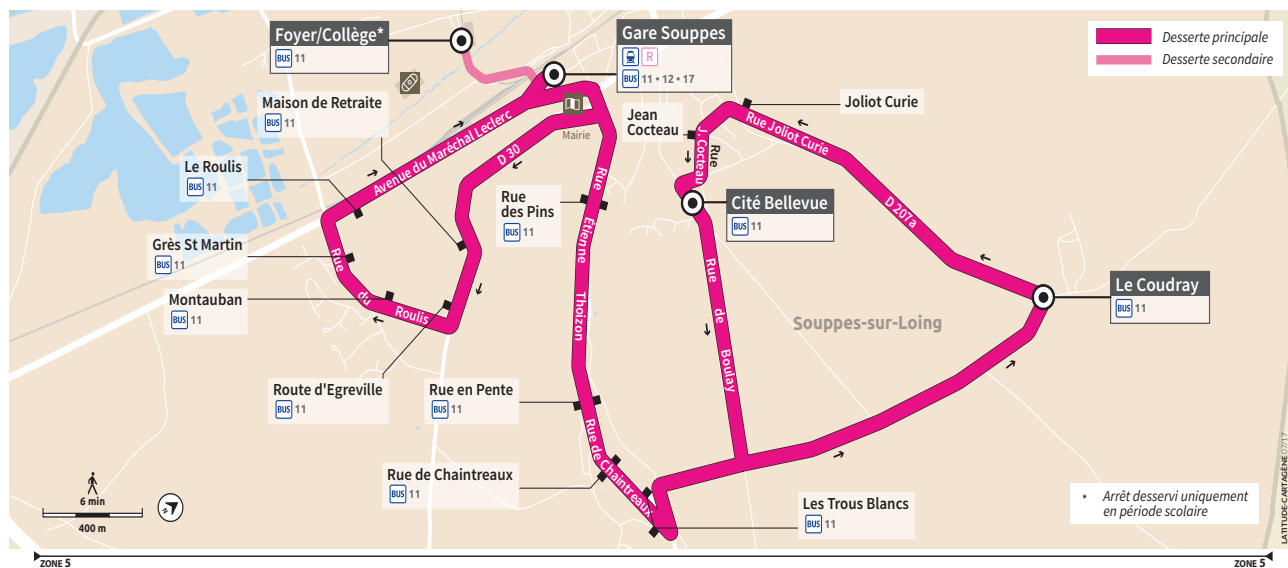 Foyer/Collège*
BUS 11
Gare Souppes
R
BUS 11 • 12 • 17
Desserte principale
Desserte secondaire
Maison de Retraite
BUS 11
Mairie
Jean
Cocteau
Joliot Curie
Rue Joliot Curie
Rue
J. Cocteau
Avenue du Maréchal Leclerc
D 30
Le Roulis
BUS 11
Rue
des Pins
BUS 11
Rue Étienne Thoizon
Cité Bellevue
BUS 11
D 207a
Grès St Martin
BUS 11
Rue du Roulis
Montauban
BUS 11
Rue de Boulay
Le Coudray
BUS 11
Souppes-sur-Loing
Route d'Egreville
BUS 11
Rue en Pente
BUS 11
Rue de Chaintreaux
Rue de Chaintreaux
BUS 11
Les Trous Blancs
BUS 11
6 min
400 m
N
* Arrêt desservi uniquement
en période scolaire
LATITUDE-CARTAGÈNE 07/17
ZONE 5
ZONE 5